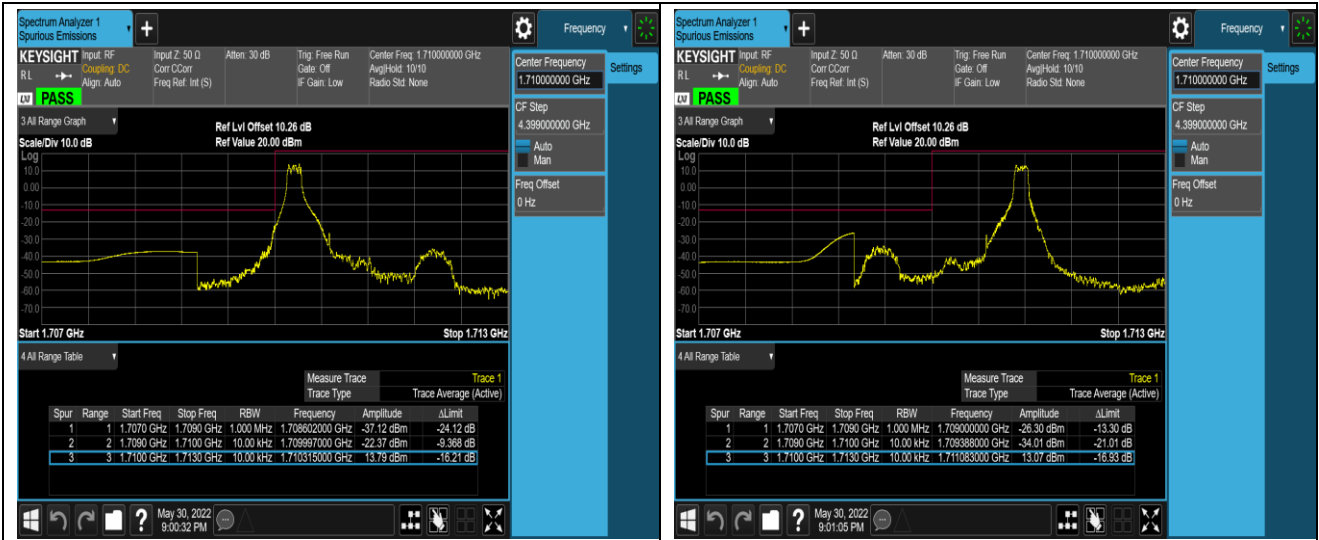 Spectrum Analyzer 1
Spurious Emissions
+
Frequency
KEYSIGHT
Input: RF
Coupling: DC
Align: Auto
Input Z: 50 Ω
Corr CCorr
Freq Ref: Int (S)
Atten: 30 dB
Trig: Free Run
Gate: Off
IF Gain: Low
Center Freq: 1.710000000 GHz
Avg|Hold: 10/10
Radio Std: None
R L
LXI
PASS
Center Frequency
1.710000000 GHz
Settings
CF Step
4.399000000 GHz
Auto
Man
Freq Offset
0 Hz
3 All Range Graph
Ref Lvl Offset 10.26 dB
Scale/Div 10.0 dB
Ref Value 20.00 dBm
Log
10.0
0.00
-10.0
-20.0
-30.0
-40.0
-50.0
-60.0
-70.0
Start 1.707 GHz
Stop 1.713 GHz
4 All Range Table
Measure Trace Trace 1
Trace Type Trace Average (Active)
Spur Range Start Freq Stop Freq RBW Frequency Amplitude ΔLimit
1 1 1.7070 GHz 1.7090 GHz 1.000 MHz 1.708602000 GHz -37.12 dBm -24.12 dB
2 2 1.7090 GHz 1.7100 GHz 10.00 kHz 1.709997000 GHz -22.37 dBm -9.368 dB
3 3 1.7100 GHz 1.7130 GHz 10.00 kHz 1.710315000 GHz 13.79 dBm -16.21 dB
?
May 30, 2022
9:00:32 PM
Spectrum Analyzer 1
Spurious Emissions
+
Frequency
KEYSIGHT
Input: RF
Coupling: DC
Align: Auto
Input Z: 50 Ω
Corr CCorr
Freq Ref: Int (S)
Atten: 30 dB
Trig: Free Run
Gate: Off
IF Gain: Low
Center Freq: 1.710000000 GHz
Avg|Hold: 10/10
Radio Std: None
R L
LXI
PASS
Center Frequency
1.710000000 GHz
Settings
CF Step
4.399000000 GHz
Auto
Man
Freq Offset
0 Hz
3 All Range Graph
Ref Lvl Offset 10.26 dB
Scale/Div 10.0 dB
Ref Value 20.00 dBm
Log
10.0
0.00
-10.0
-20.0
-30.0
-40.0
-50.0
-60.0
-70.0
Start 1.707 GHz
Stop 1.713 GHz
4 All Range Table
Measure Trace Trace 1
Trace Type Trace Average (Active)
Spur Range Start Freq Stop Freq RBW Frequency Amplitude ΔLimit
1 1 1.7070 GHz 1.7090 GHz 1.000 MHz 1.709000000 GHz -26.30 dBm -13.30 dB
2 2 1.7090 GHz 1.7100 GHz 10.00 kHz 1.709388000 GHz -34.01 dBm -21.01 dB
3 3 1.7100 GHz 1.7130 GHz 10.00 kHz 1.711083000 GHz 13.07 dBm -16.93 dB
?
May 30, 2022
9:01:05 PM